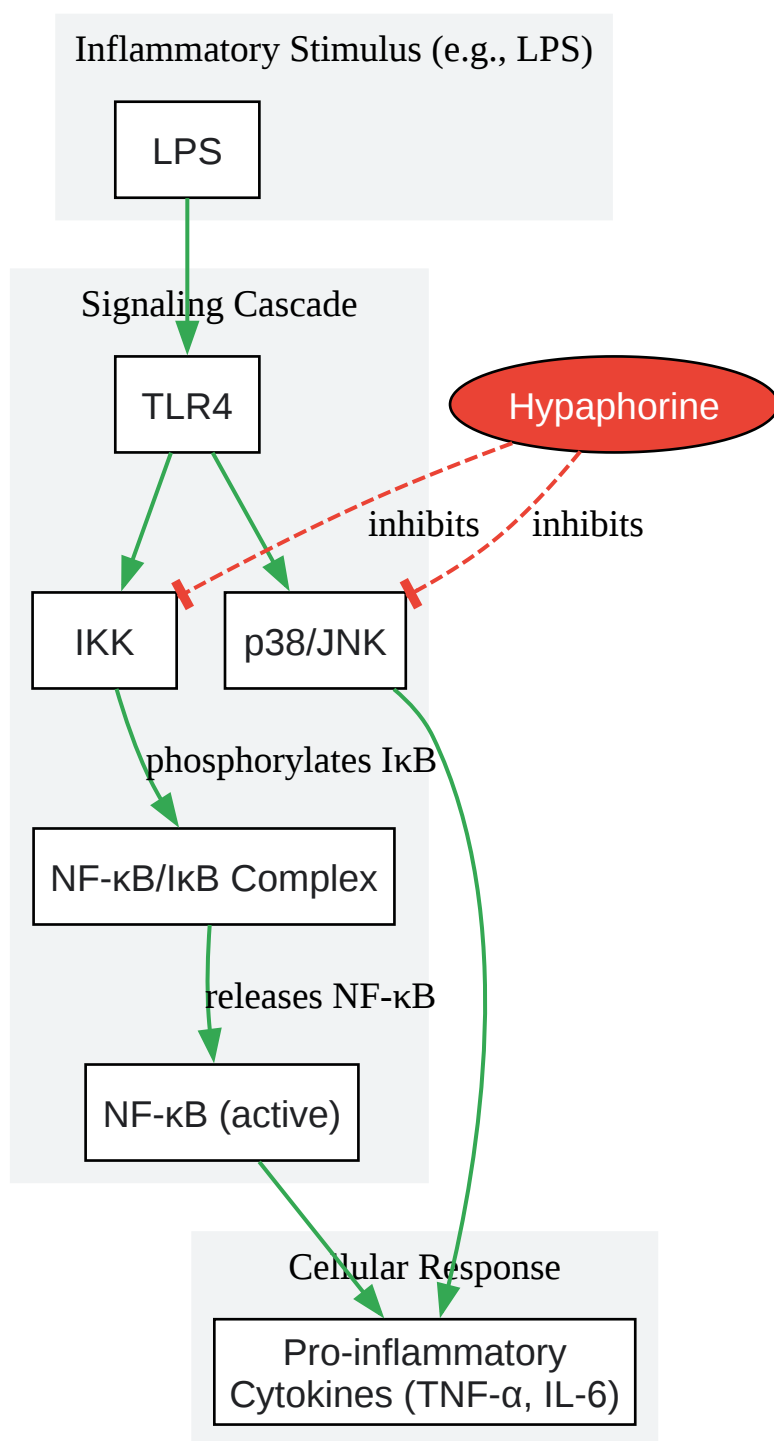 Inflammatory Stimulus (e.g., LPS)
LPS
Signaling Cascade
TLR4
Hypaphorine
inhibits
inhibits
IKK
p38/JNK
phosphorylates IκB
NF-κB/IκB Complex
releases NF-κB
NF-κB (active)
Cellular Response
Pro-inflammatory
Cytokines (TNF-α, IL-6)